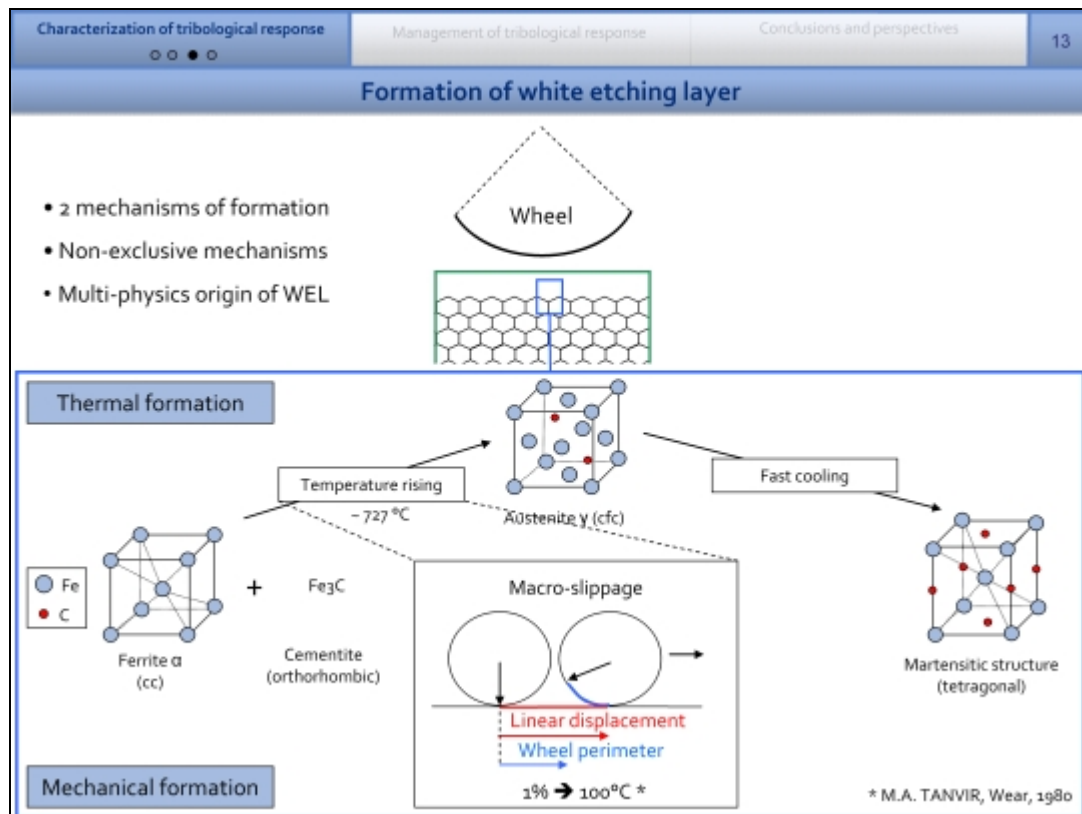 Characterization of tribological response
Management of tribological response
Conclusions and perspectives
13
Formation of white etching layer
• 2 mechanisms of formation
• Non-exclusive mechanisms
• Multi-physics origin of WEL
Wheel
Thermal formation
Temperature rising
~ 727 °C
Austenite γ (cfc)
Fast cooling
Fe
C
Ferrite α
(cc)
+
Fe3C
Cementite
(orthorhombic)
Macro-slippage
Linear displacement
Wheel perimeter
1% → 100°C *
Martensitic structure
(tetragonal)
Mechanical formation
* M.A. TANVIR, Wear, 1980